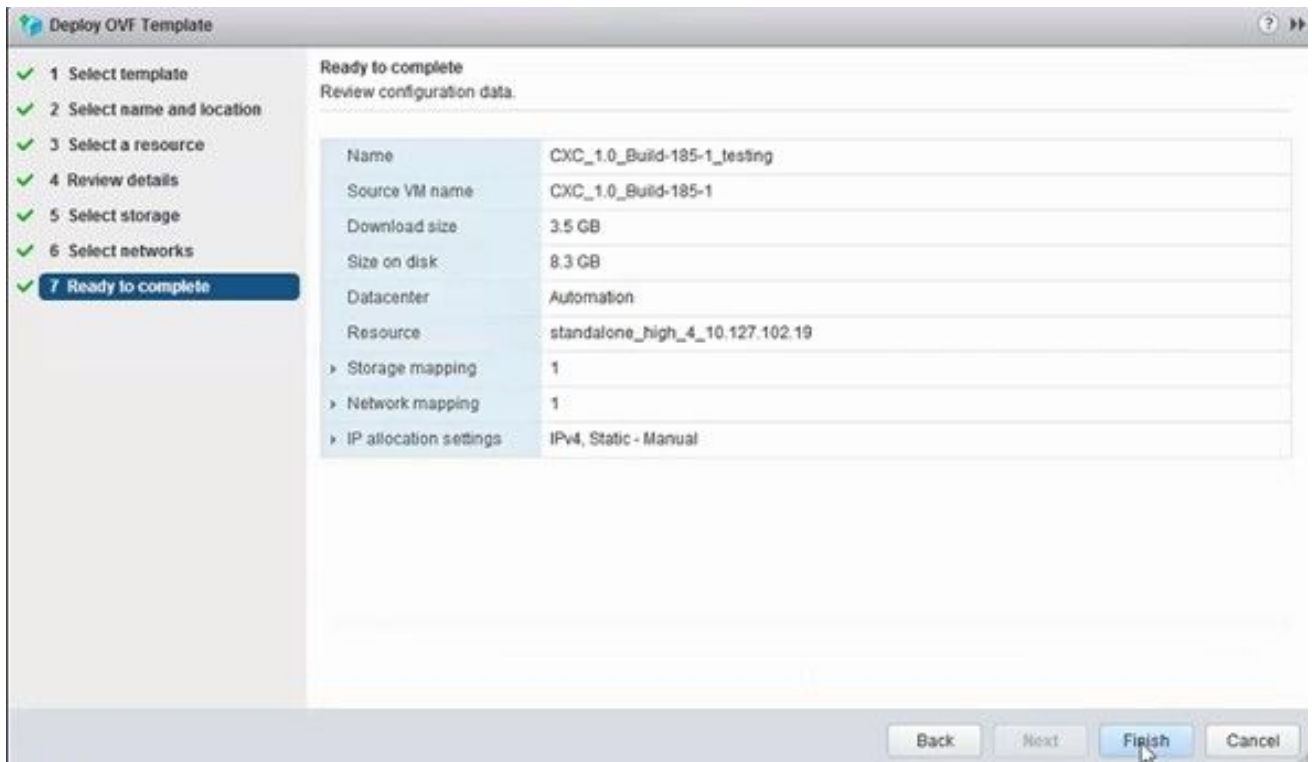 Deploy OVF Template
?
1 Select template
2 Select name and location
3 Select a resource
4 Review details
5 Select storage
6 Select networks
7 Ready to complete
Ready to complete
Review configuration data.
Name CXC_1.0_Build-185-1_testing
Source VM name CXC_1.0_Build-185-1
Download size 3.5 GB
Size on disk 8.3 GB
Datacenter Automation
Resource standalone_high_4_10.127.102.19
Storage mapping 1
Network mapping 1
IP allocation settings IPv4, Static - Manual
Back Next Finish Cancel